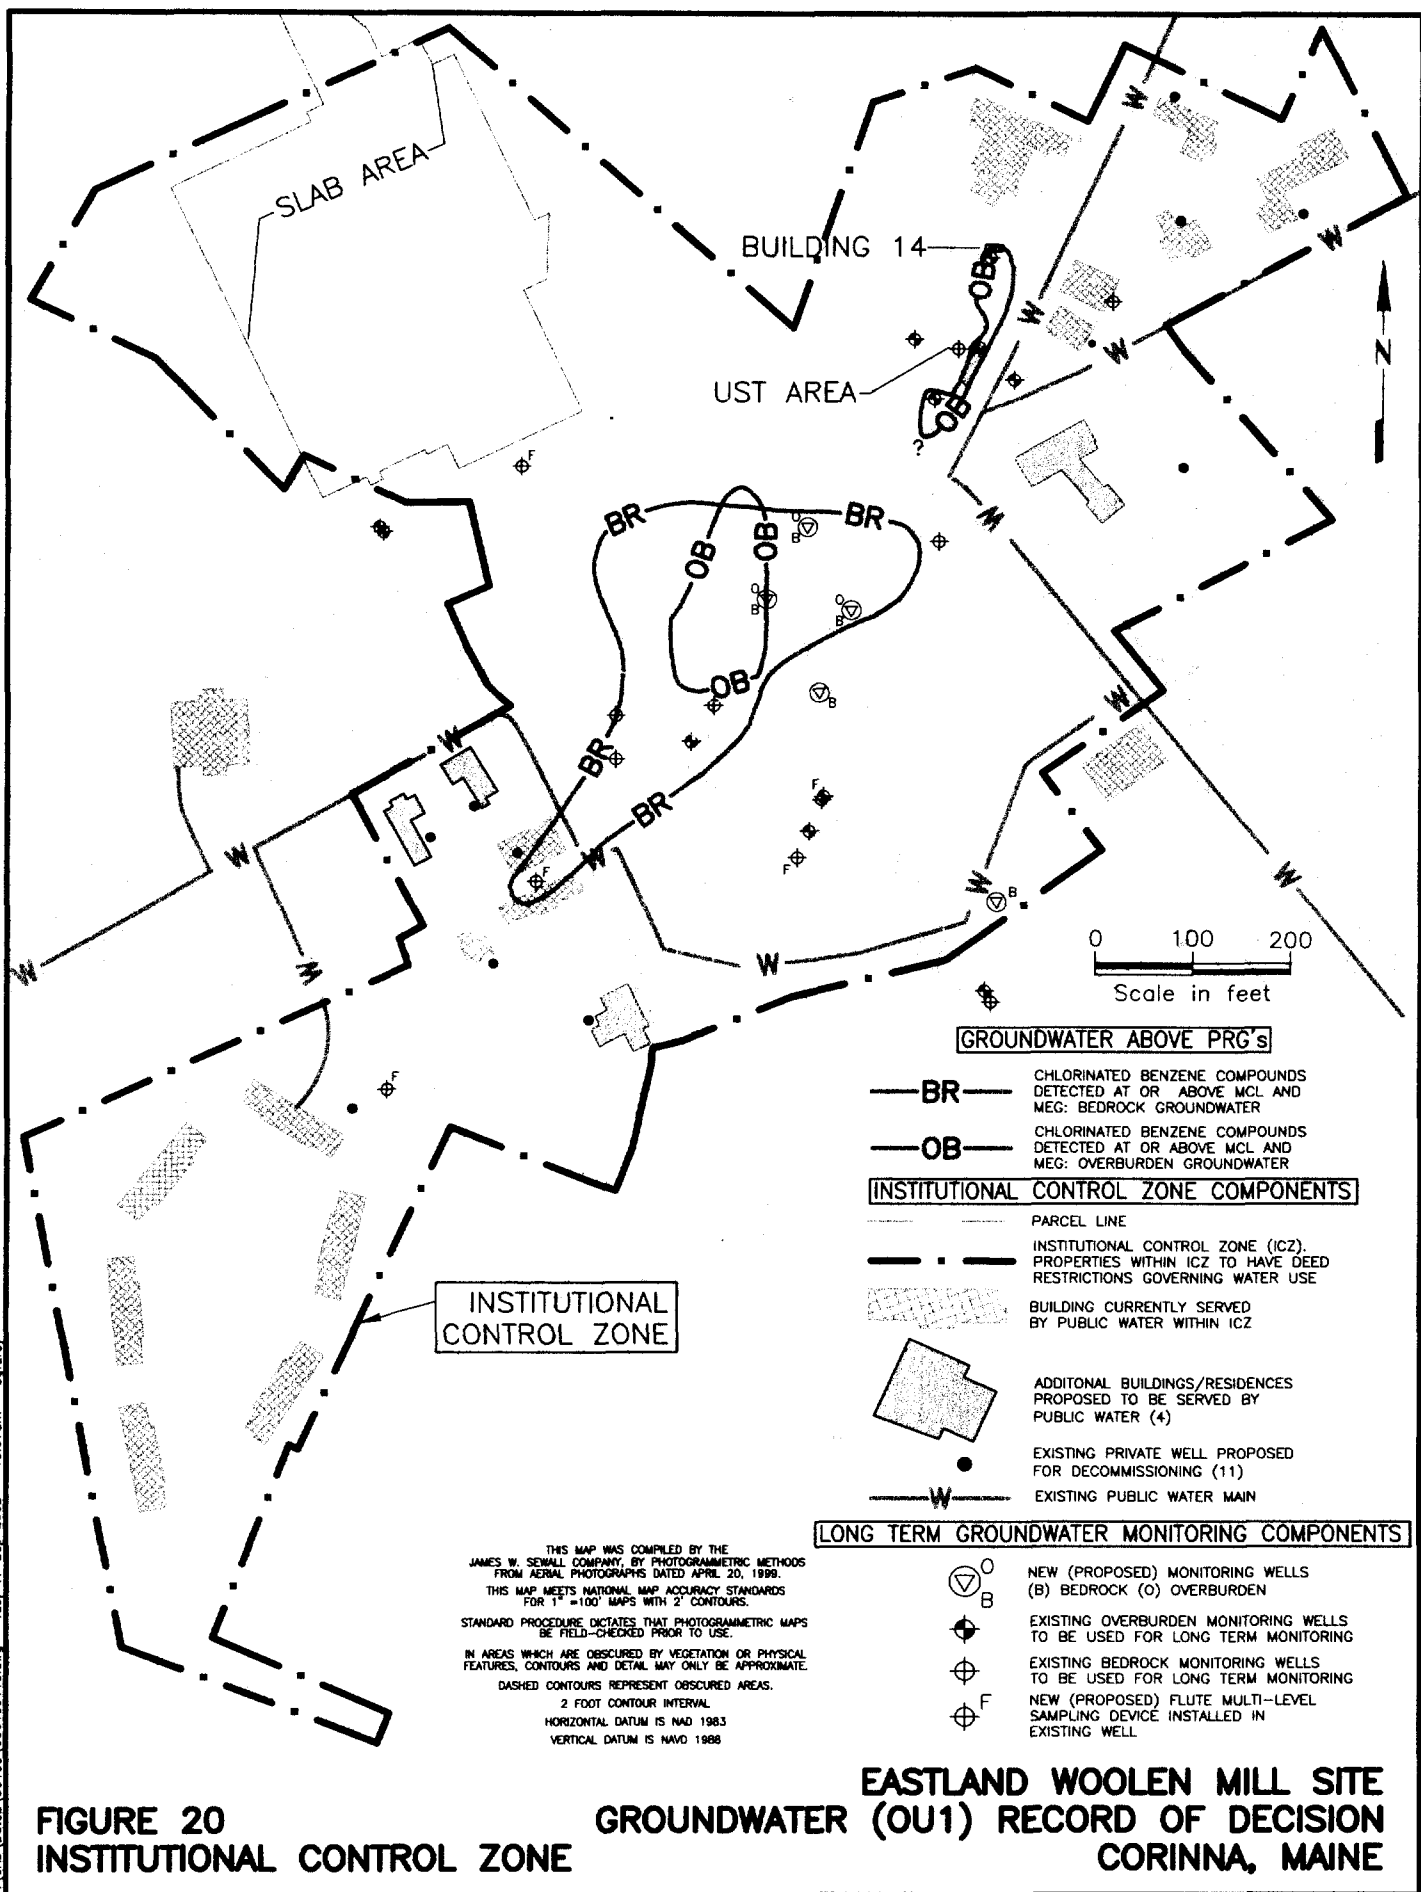 SLAB AREA
BUILDING 14
UST AREA
OB
OB
?
W
W
W
W
N
F
BR
BR
OB
OB
OB
O
B
O
B
O
B
B
W
W
W
BR
BR
F
F
F
W
W
W
W
W
W
W
B
F
0 100 200
Scale in feet
GROUNDWATER ABOVE PRG's
BR
CHLORINATED BENZENE COMPOUNDS
DETECTED AT OR ABOVE MCL AND
MEG: BEDROCK GROUNDWATER
OB
CHLORINATED BENZENE COMPOUNDS
DETECTED AT OR ABOVE MCL AND
MEG: OVERBURDEN GROUNDWATER
INSTITUTIONAL CONTROL ZONE COMPONENTS
PARCEL LINE
INSTITUTIONAL CONTROL ZONE (ICZ).
PROPERTIES WITHIN ICZ TO HAVE DEED
RESTRICTIONS GOVERNING WATER USE
BUILDING CURRENTLY SERVED
BY PUBLIC WATER WITHIN ICZ
ADDITONAL BUILDINGS/RESIDENCES
PROPOSED TO BE SERVED BY
PUBLIC WATER (4)
EXISTING PRIVATE WELL PROPOSED
FOR DECOMMISSIONING (11)
W
EXISTING PUBLIC WATER MAIN
LONG TERM GROUNDWATER MONITORING COMPONENTS
O
B
NEW (PROPOSED) MONITORING WELLS
(B) BEDROCK (O) OVERBURDEN
EXISTING OVERBURDEN MONITORING WELLS
TO BE USED FOR LONG TERM MONITORING
EXISTING BEDROCK MONITORING WELLS
TO BE USED FOR LONG TERM MONITORING
F
NEW (PROPOSED) FLUTE MULTI-LEVEL
SAMPLING DEVICE INSTALLED IN
EXISTING WELL
INSTITUTIONAL
CONTROL ZONE
THIS MAP WAS COMPILED BY THE
JAMES W. SEWALL COMPANY, BY PHOTOGRAMMETRIC METHODS
FROM AERIAL PHOTOGRAPHS DATED APRIL 20, 1999.
THIS MAP MEETS NATIONAL MAP ACCURACY STANDARDS
FOR 1" =100' MAPS WITH 2' CONTOURS.
STANDARD PROCEDURE DICTATES THAT PHOTOGRAMMETRIC MAPS
BE FIELD-CHECKED PRIOR TO USE.
IN AREAS WHICH ARE OBSCURED BY VEGETATION OR PHYSICAL
FEATURES, CONTOURS AND DETAIL MAY ONLY BE APPROXIMATE.
DASHED CONTOURS REPRESENT OBSCURED AREAS.
2 FOOT CONTOUR INTERVAL
HORIZONTAL DATUM IS NAD 1983
VERTICAL DATUM IS NAVD 1988
FIGURE 20
INSTITUTIONAL CONTROL ZONE
EASTLAND WOOLEN MILL SITE
GROUNDWATER (OU1) RECORD OF DECISION
CORINNA, MAINE